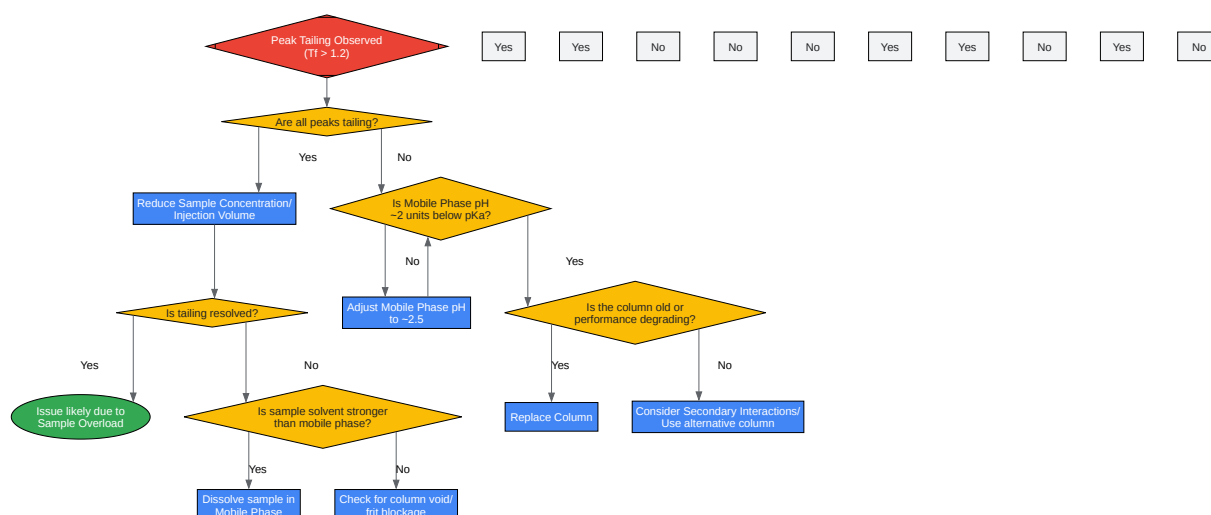 Peak Tailing Observed
(Tf > 1.2)
Yes
Yes
No
No
No
Yes
Yes
No
Yes
No
Are all peaks tailing?
Yes
No
Reduce Sample Concentration/
Injection Volume
Is Mobile Phase pH
~2 units below pKa?
No
Yes
Is tailing resolved?
Adjust Mobile Phase pH
to ~2.5
Is the column old or
performance degrading?
Yes
No
Yes
No
Issue likely due to
Sample Overload
Is sample solvent stronger
than mobile phase?
Replace Column
Consider Secondary Interactions/
Use alternative column
Yes
No
Dissolve sample in
Mobile Phase
Check for column void/
frit blockage